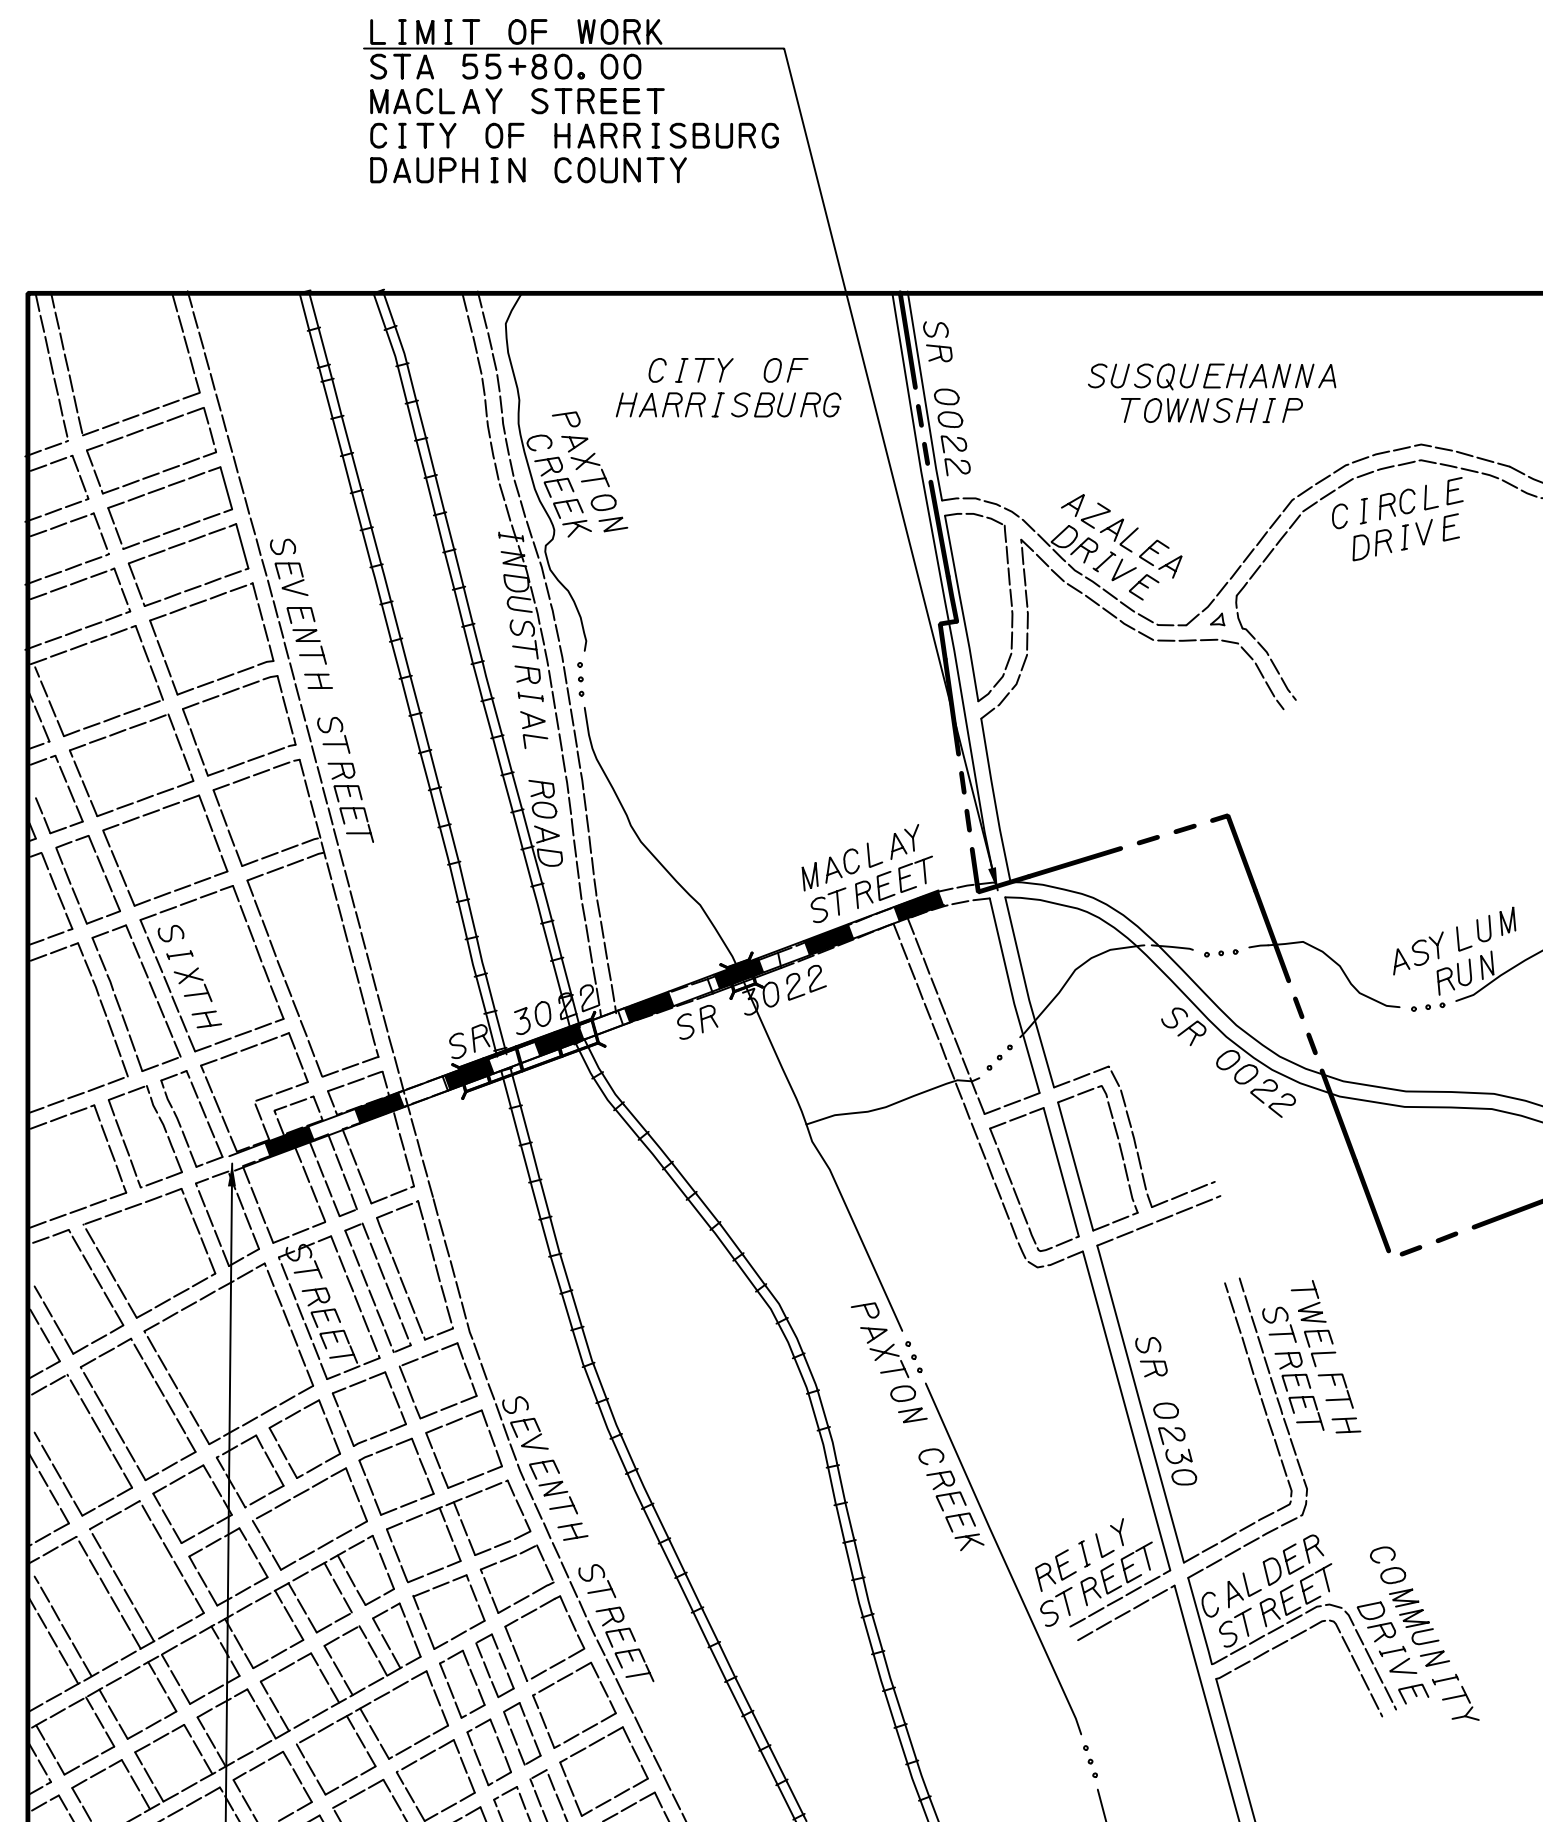 LIMIT OF WORK
STA 55+80.00
MACLAY STREET
CITY OF HARRISBURG
DAUPHIN COUNTY
SR 0022
CITY OF
HARRISBURG
SUSQUEHANNA
TOWNSHIP
PAXTON
CREEK
AZALEA
DRIVE
CIRCLE
DRIVE
SEVENTH STREET
INDUSTRIAL ROAD
MACLAY
STREET
SIXTH
STREET
ASYLUM
RUN
SR 3022
SR 3022
SR 0022
PAXTON CREEK
SR 0230
TWELFTH
STREET
SEVENTH STREET
REILY
STREET
CALDER
STREET
COMMUNITY
DRIVE